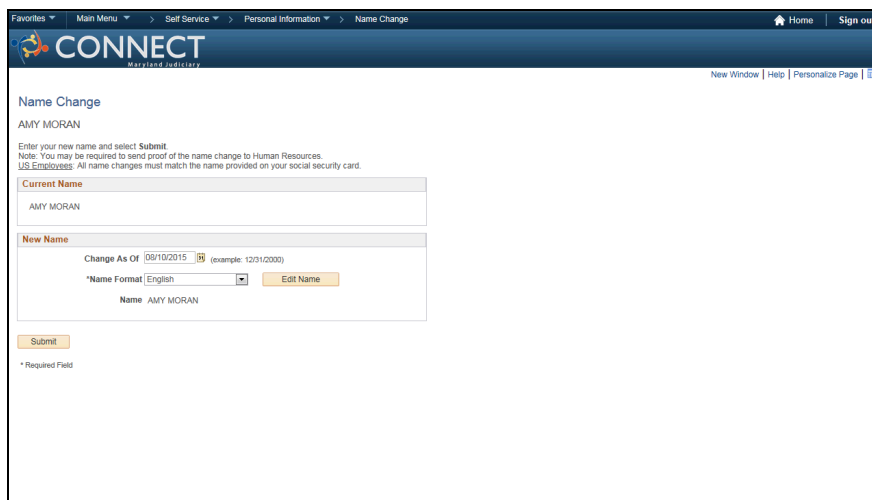 Favorites Main Menu > Self Service > Personal Information > Name Change Home Sign ou
CONNECT
Maryland Judiciary
New Window | Help | Personalize Page |
Name Change
AMY MORAN
Enter your new name and select Submit.
Note: You may be required to send proof of the name change to Human Resources.
US Employees: All name changes must match the name provided on your social security card.
Current Name
AMY MORAN
New Name
Change As Of 08/10/2015 (example: 12/31/2000)
*Name Format English Edit Name
Name AMY MORAN
Submit
* Required Field